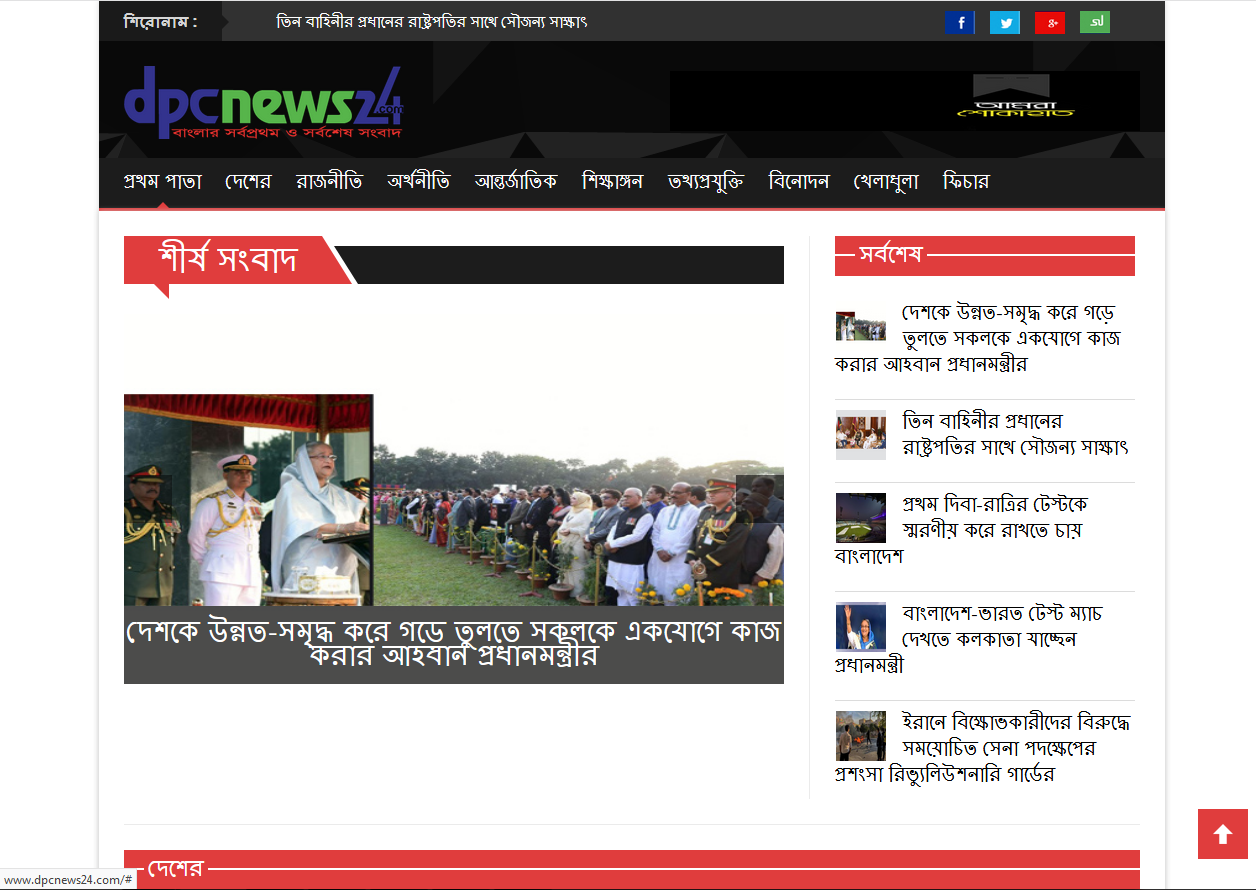 শিরোনাম :
তিন বাহিনীর প্রধানের রাষ্ট্রপতির সাথে সৌজন্য সাক্ষাৎ
f
g+
dpcnews24.com
বাংলার সর্বপ্রথম ও সর্বশেষ সংবাদ
আমরা
শোকাহত
প্রথম পাতা দেশের রাজনীতি অর্থনীতি আন্তর্জাতিক শিক্ষাঙ্গন তথ্যপ্রযুক্তি বিনোদন খেলাধুলা ফিচার
শীর্ষ সংবাদ
দেশকে উন্নত-সমৃদ্ধ করে গড়ে তুলতে সকলকে একযোগে কাজ
করার আহবান প্রধানমন্ত্রীর
সর্বশেষ
দেশকে উন্নত-সমৃদ্ধ করে গড়ে
তুলতে সকলকে একযোগে কাজ
করার আহবান প্রধানমন্ত্রীর
তিন বাহিনীর প্রধানের
রাষ্ট্রপতির সাথে সৌজন্য সাক্ষাৎ
প্রথম দিবা-রাত্রির টেস্টকে
স্মরণীয় করে রাখতে চায়
বাংলাদেশ
বাংলাদেশ-ভারত টেস্ট ম্যাচ
দেখতে কলকাতা যাচ্ছেন
প্রধানমন্ত্রী
ইরানে বিক্ষোভকারীদের বিরুদ্ধে
সময়োচিত সেনা পদক্ষেপের
প্রশংসা রিভ্যুলিউশনারি গার্ডের
দেশের
www.dpcnews24.com/#